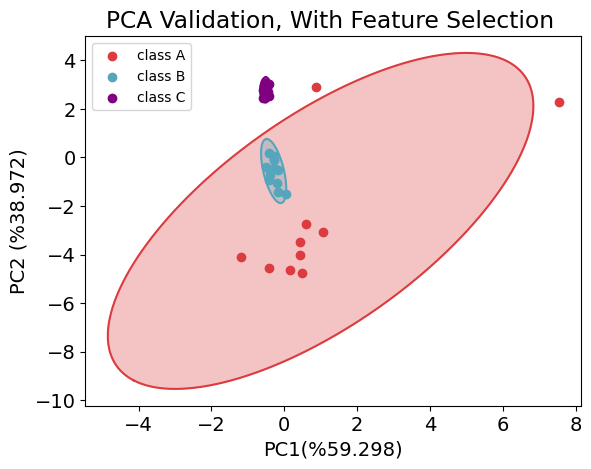 PCA Validation, With Feature Selection
class A
class B
class C
4
2
0
−2
−4
−6
−8
−10
PC2 (%38.972)
−4
−2
0
2
4
6
8
PC1(%59.298)